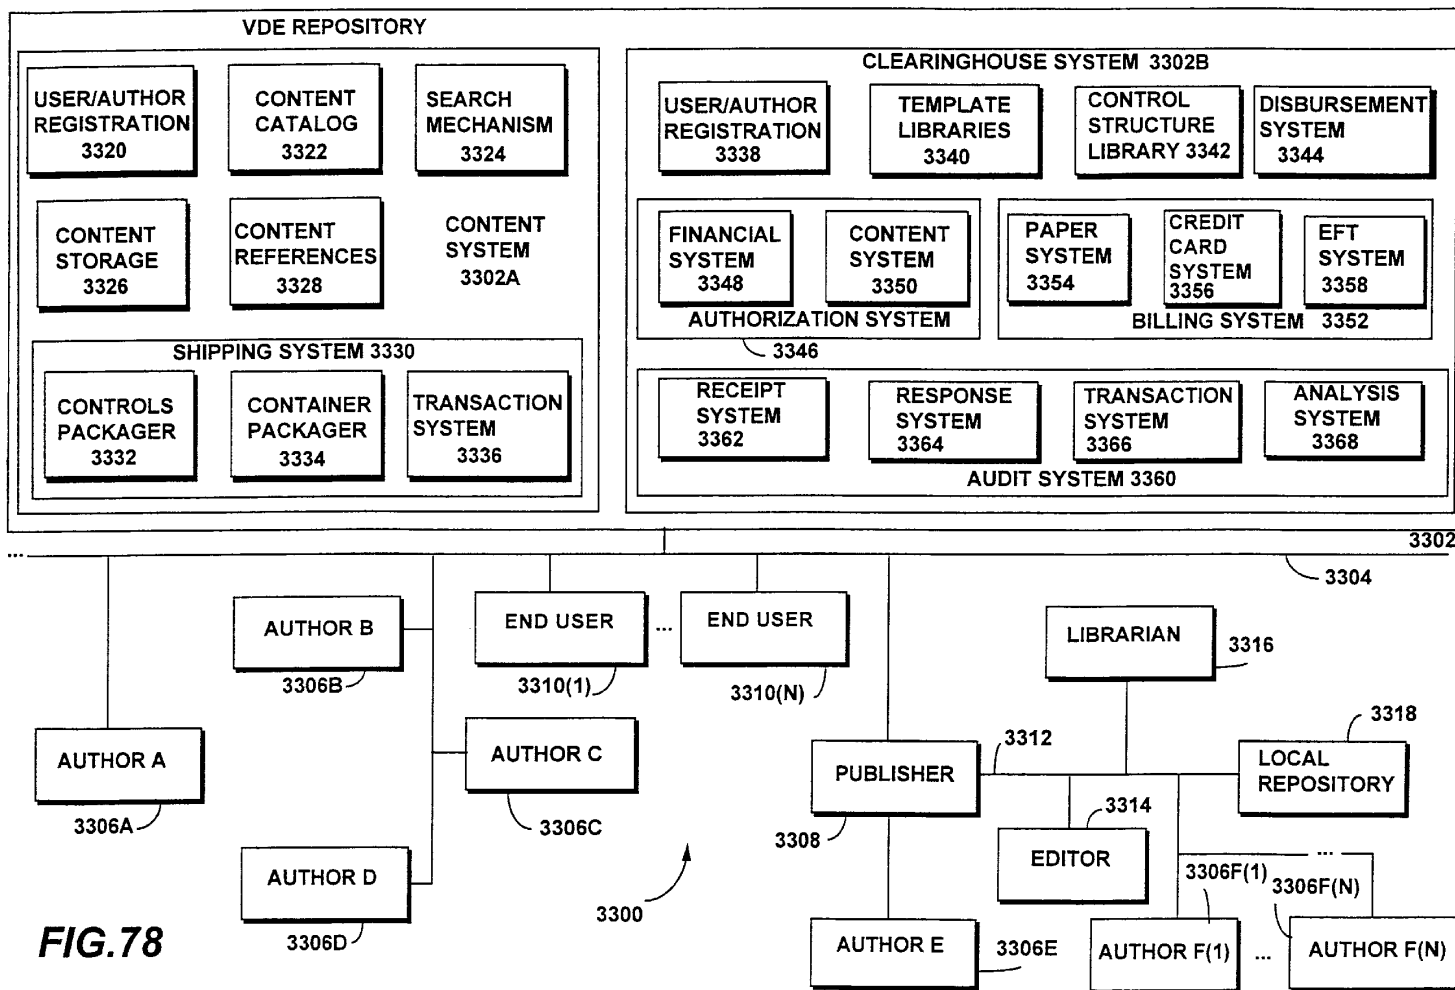 VDE REPOSITORY
USER/AUTHOR
REGISTRATION
3320
CONTENT
CATALOG
3322
SEARCH
MECHANISM
3324
CONTENT
STORAGE
3326
CONTENT
REFERENCES
3328
CONTENT
SYSTEM
3302A
SHIPPING SYSTEM 3330
CONTROLS
PACKAGER
3332
CONTAINER
PACKAGER
3334
TRANSACTION
SYSTEM
3336
CLEARINGHOUSE SYSTEM 3302B
USER/AUTHOR
REGISTRATION
3338
TEMPLATE
LIBRARIES
3340
CONTROL
STRUCTURE
LIBRARY 3342
DISBURSEMENT
SYSTEM
3344
FINANCIAL
SYSTEM
3348
CONTENT
SYSTEM
3350
AUTHORIZATION SYSTEM
3346
PAPER
SYSTEM
3354
CREDIT
CARD
SYSTEM
3356
EFT
SYSTEM
3358
BILLING SYSTEM 3352
RECEIPT
SYSTEM
3362
RESPONSE
SYSTEM
3364
TRANSACTION
SYSTEM
3366
ANALYSIS
SYSTEM
3368
AUDIT SYSTEM 3360
3302
...
3304
AUTHOR B
3306B
END USER
3310(1)
...
END USER
3310(N)
LIBRARIAN
3316
AUTHOR A
3306A
AUTHOR C
3306C
PUBLISHER
3308
3312
3318
LOCAL
REPOSITORY
3314
EDITOR
AUTHOR D
3306D
3300
...
3306F(1)
3306F(N)
AUTHOR E
3306E
AUTHOR F(1)
...
AUTHOR F(N)
FIG.78